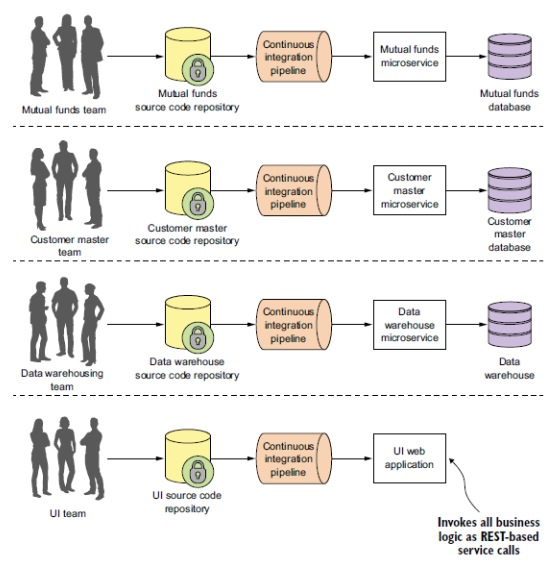 Continuous
integration
pipeline
Mutual funds
microservice
Mutual funds team
Mutual funds
source code repository
Mutual funds
database
Continuous
integration
pipeline
Customer
master
microservice
Customer master
team
Customer master
source code repository
Customer
master
database
Continuous
integration
pipeline
Data
warehouse
microservice
Data warehousing
team
Data warehouse
source code repository
Data
warehouse
Continuous
integration
pipeline
UI web
application
UI team
UI source code
repository
Invokes all business
logic as REST-based
service calls